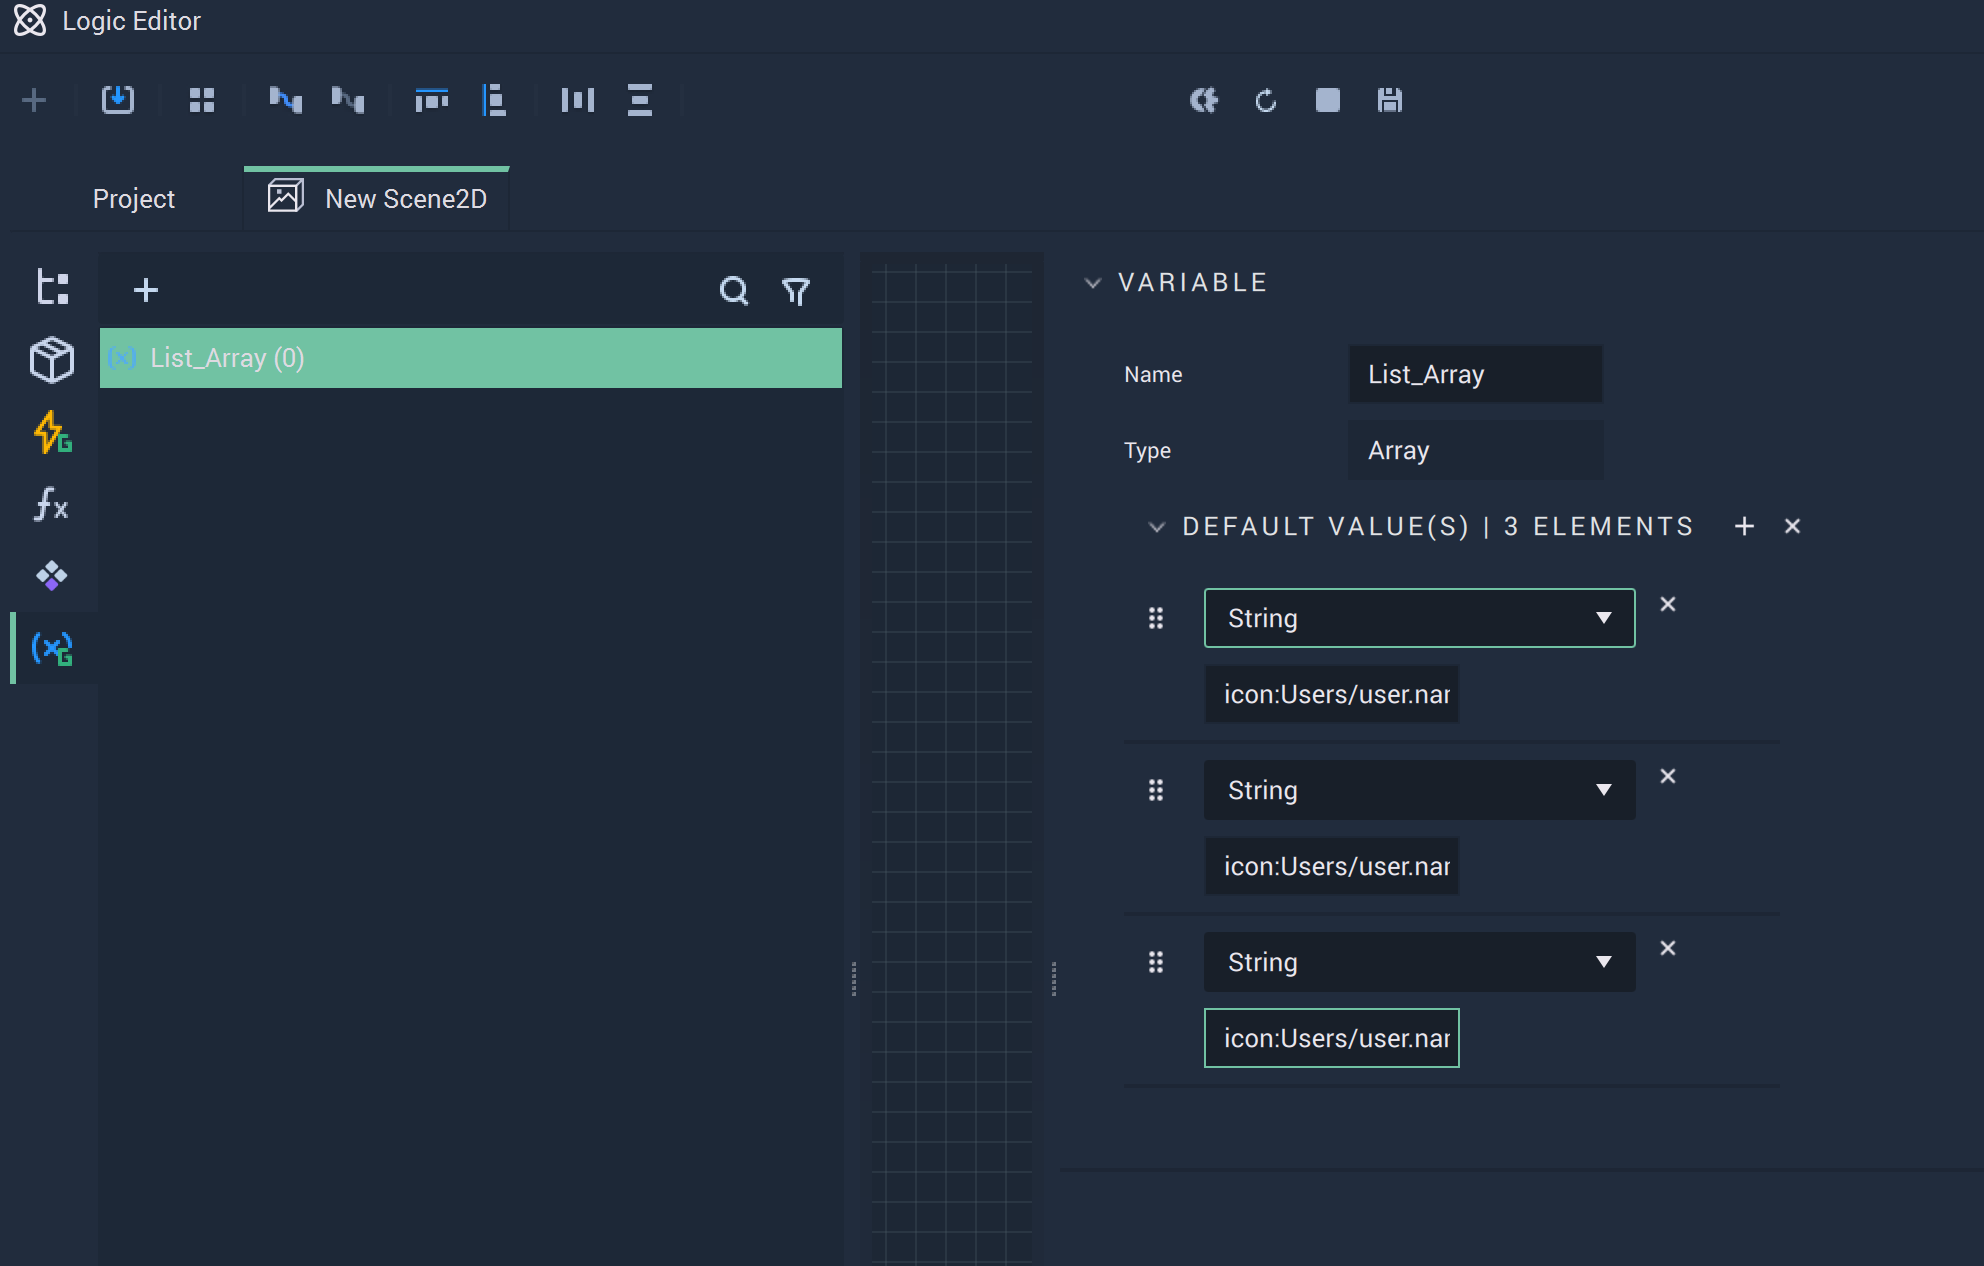 Logic Editor
Project
New Scene2D
List_Array (0)
VARIABLE
Name
List_Array
Type
Array
DEFAULT VALUE(S) | 3 ELEMENTS
String
icon:Users/user.nar
String
icon:Users/user.nar
String
icon:Users/user.nar